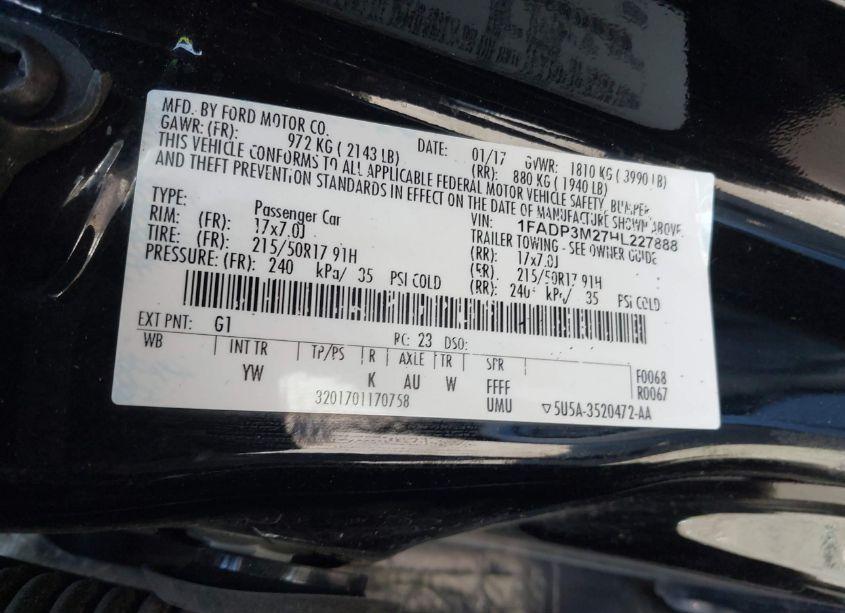 MFD. BY FORD MOTOR CO. DATE: 01/17 GVWR: 1810 KG ( 3990 LB)
GAWR: (FR): 972 KG ( 2143 LB) (RR): 880 KG ( 1940 LB)
THIS VEHICLE CONFORMS TO ALL APPLICABLE FEDERAL MOTOR VEHICLE SAFETY, BUMPER,
AND THEFT PREVENTION STANDARDS IN EFFECT ON THE DATE OF MANUFACTURE SHOWN ABOVE.
VIN: 1FADP3M27HL227888
TYPE: Passenger Car TRAILER TOWING - SEE OWNER GUIDE
RIM: (FR): 17x7.0J (RR): 17x7.0J
TIRE: (FR): 215/50R17 91H (RR): 215/50R17 91H
PRESSURE: (FR): 240 kPa/ 35 PSI COLD (RR): 240 kPa/ 35 PSI COLD
EXT PNT: G1 RC: 23 DSO:
WB INT TR TP/PS R AXLE TR SPR F0068
YW K AU W FFFF R0067
3201701170758 UMU ▽5U5A-3520472-AA